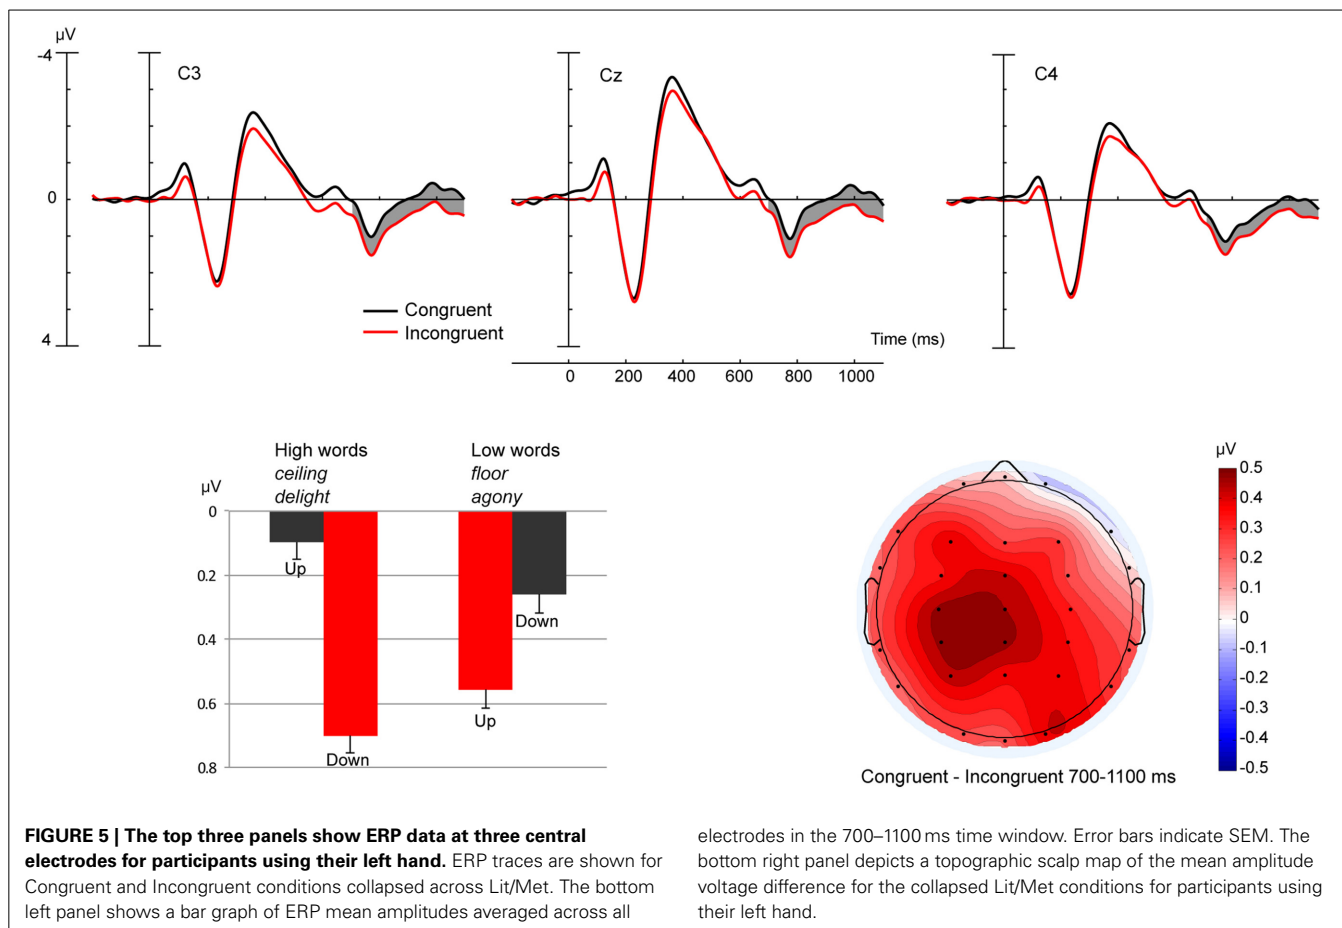 µV
-4
0
4
C3
Cz
C4
Congruent
Incongruent
Time (ms)
0 200 400 600 800 1000
High words
ceiling
delight
Low words
floor
agony
µV
0
0.2
0.4
0.6
0.8
Up
Down
Up
Down
µV
0.5
0.4
0.3
0.2
0.1
0
-0.1
-0.2
-0.3
-0.4
-0.5
Congruent - Incongruent 700-1100 ms
FIGURE 5 | The top three panels show ERP data at three central
electrodes for participants using their left hand. ERP traces are shown for
Congruent and Incongruent conditions collapsed across Lit/Met. The bottom
left panel shows a bar graph of ERP mean amplitudes averaged across all
electrodes in the 700–1100 ms time window. Error bars indicate SEM. The
bottom right panel depicts a topographic scalp map of the mean amplitude
voltage difference for the collapsed Lit/Met conditions for participants using
their left hand.